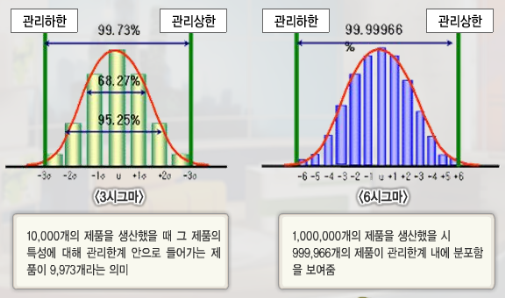 관리하한 관리상한
99.73%
68.27%
95.25%
-3σ -2σ -1σ u +1σ +2σ -3σ
〈3시그마〉
10,000개의 제품을 생산했을 때 그 제품의
특성에 대해 관리한계 안으로 들어가는 제
품이 9,973개라는 의미
관리하한 관리상한
99.99966
%
-6 -5 -4 -3 -2 -1 u +1 +2 +3 +4 +5 +6
〈6시그마〉
1,000,000개의 제품을 생산했을 시
999,966개의 제품이 관리한계 내에 분포함
을 보여줌